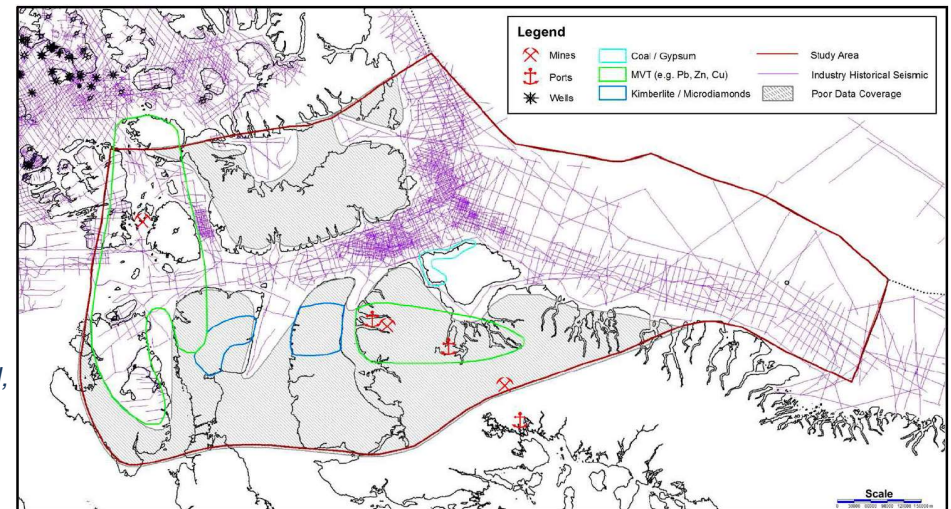 Legend
Mines
Ports
Wells
Coal / Gypsum
MVT (e.g. Pb, Zn, Cu)
Kimberlite / Microdiamonds
Study Area
Industry Historical Seismic
Poor Data Coverage
Scale